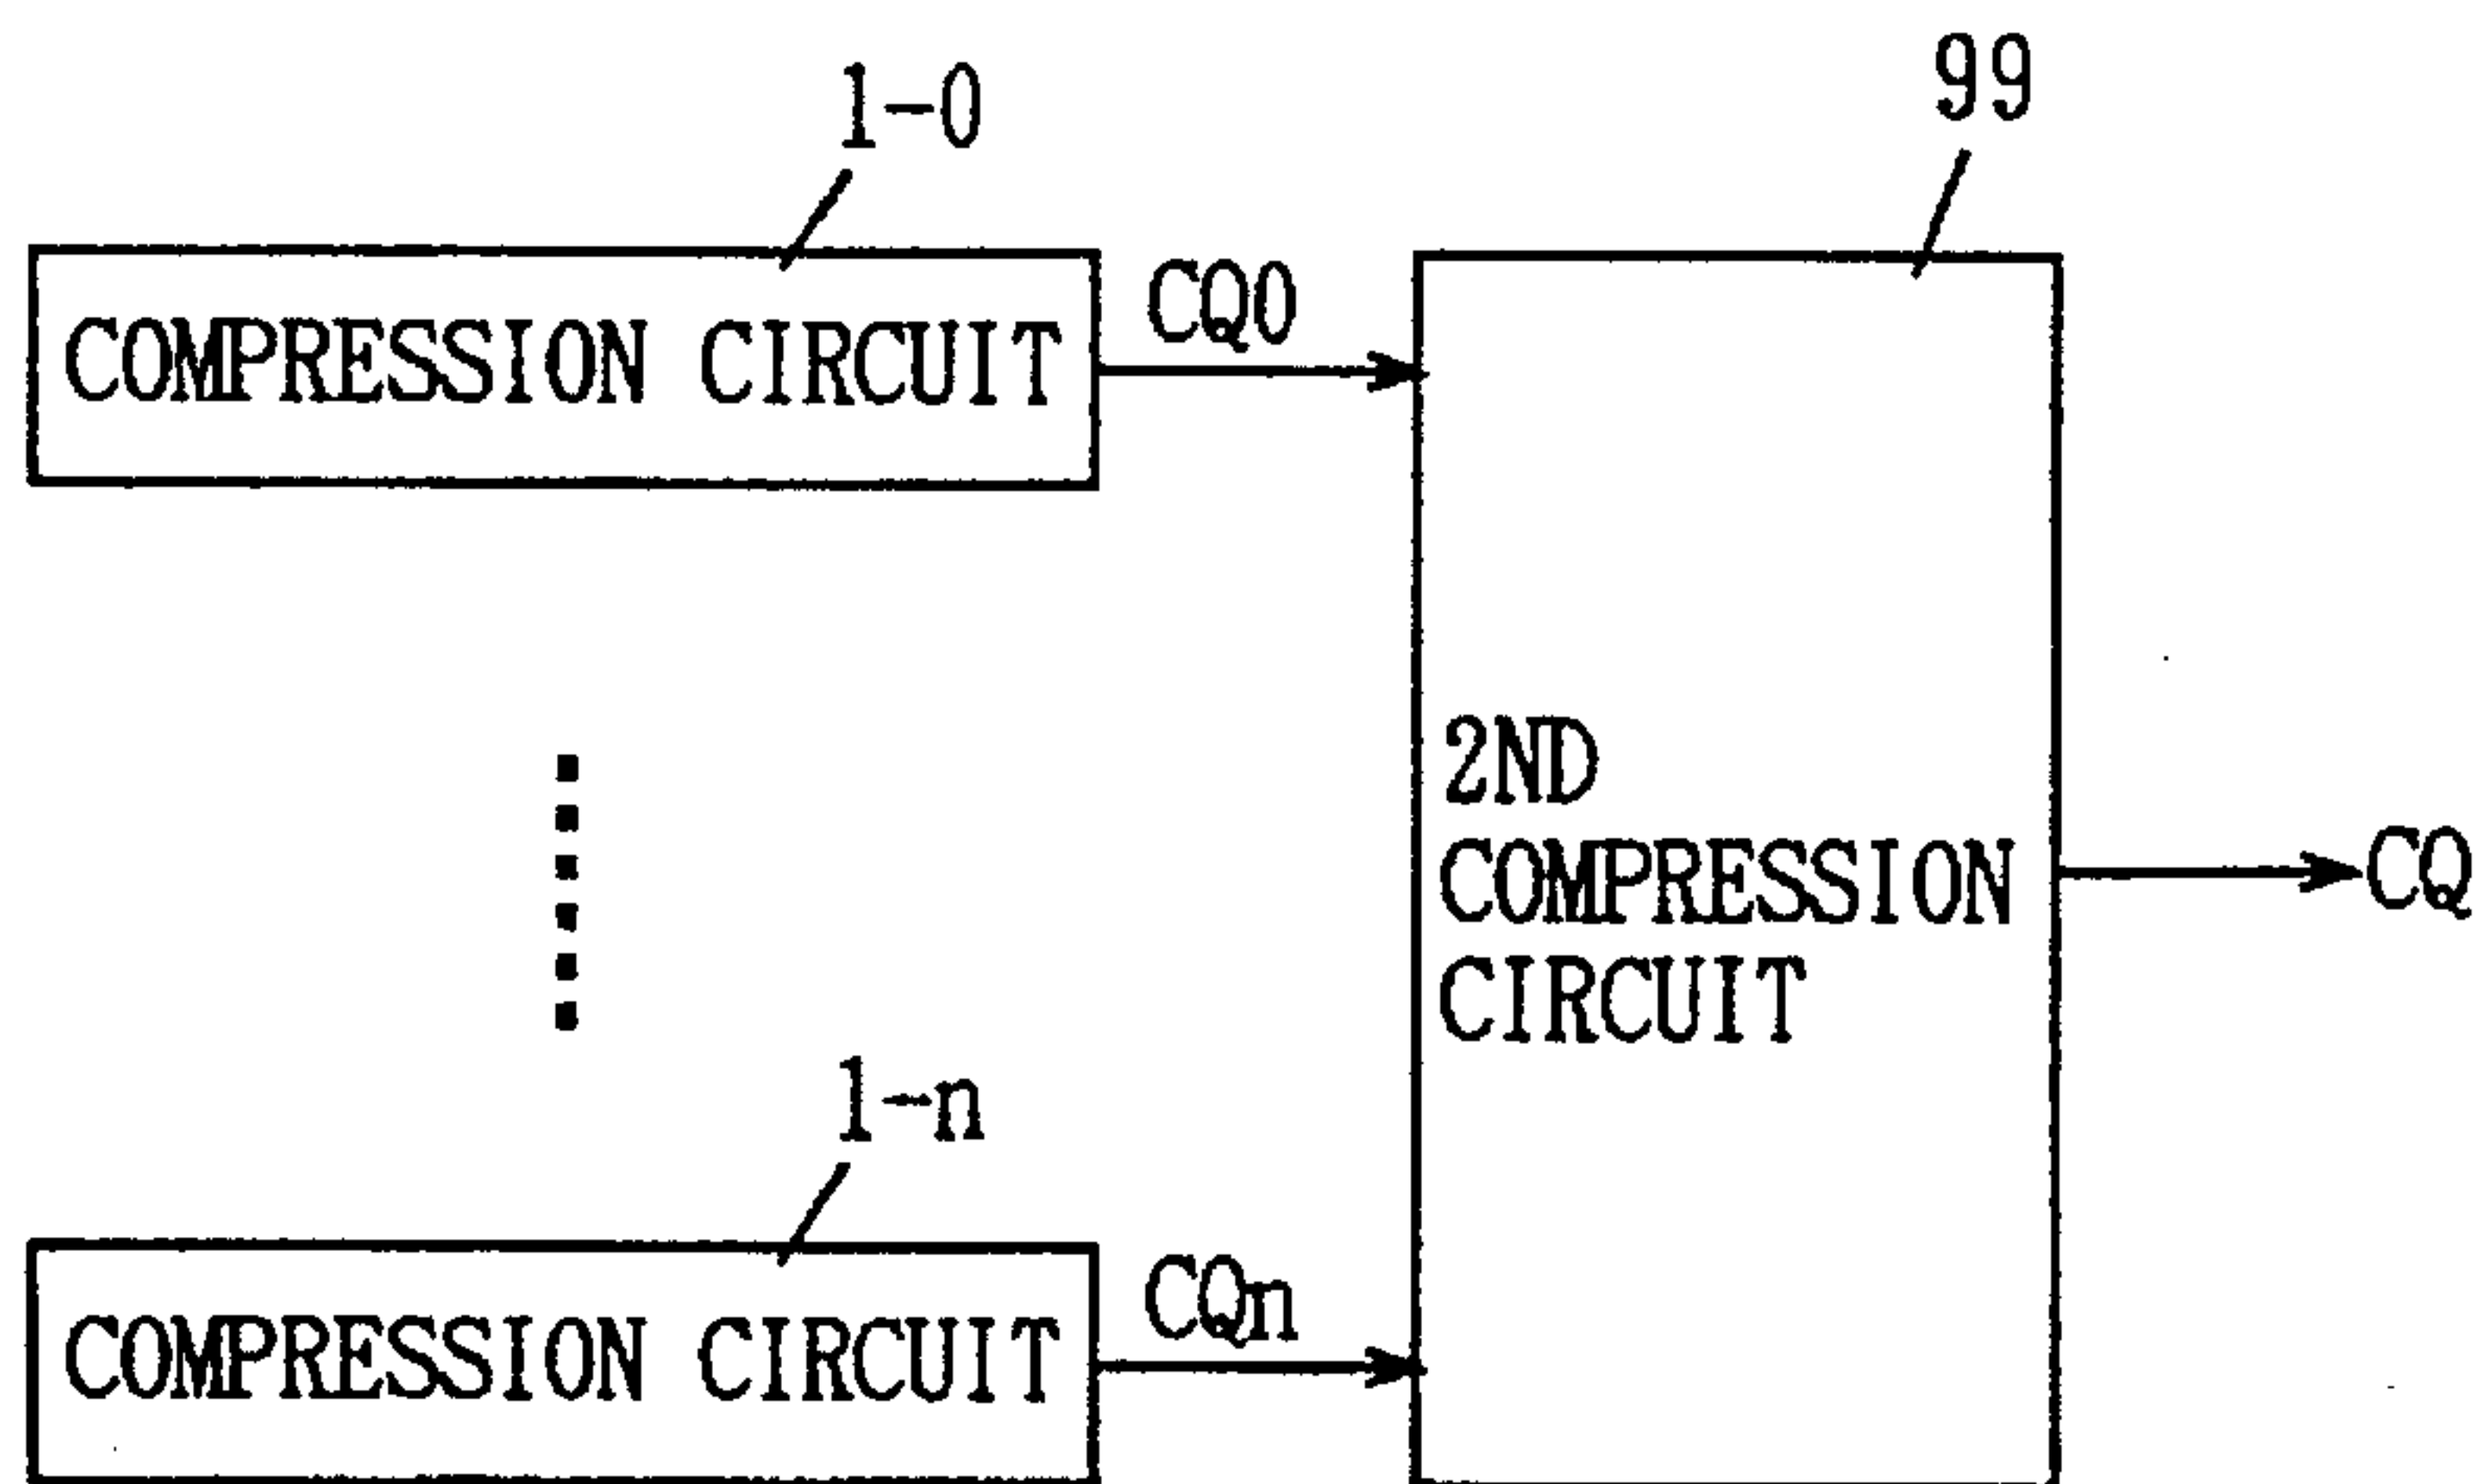 1-0
99
COMPRESSION CIRCUIT
CQ0
2ND
COMPRESSION
CIRCUIT
CQ
1-n
COMPRESSION CIRCUIT
CQn